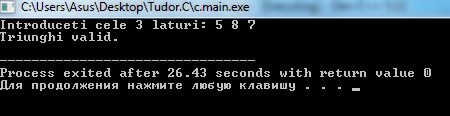 C:\Users\Asus\Desktop\Tudor.C\c.main.exe
Introduceti cele 3 laturi: 5 8 7
Triunghi valid.
--------------------------------
Process exited after 26.43 seconds with return value 0
Для продолжения нажмите любую клавишу . . . _